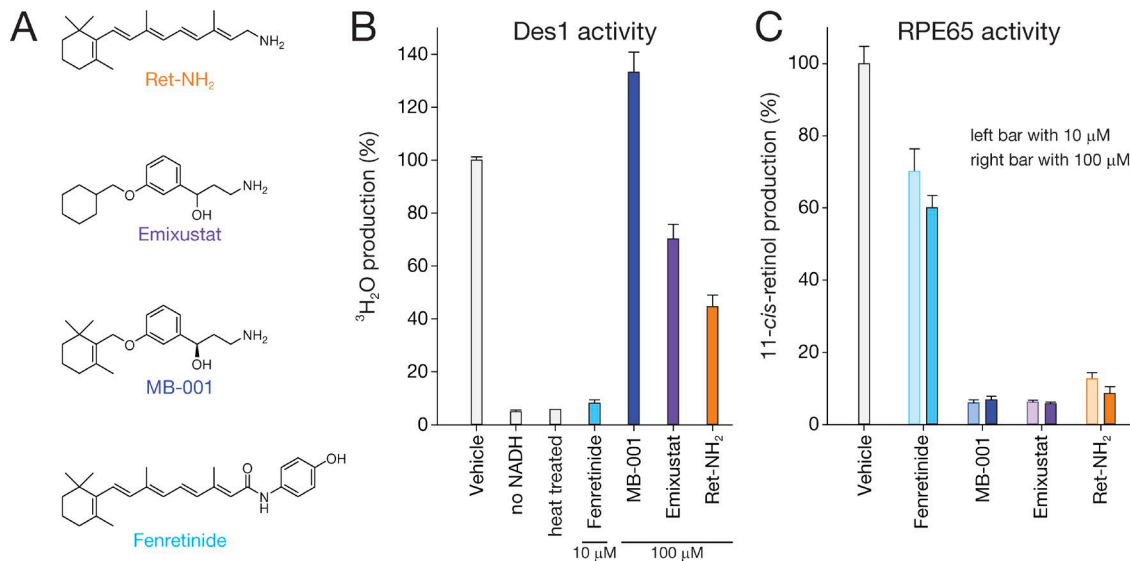 A
NH2
Ret-NH2
O
OH
NH2
Emixustat
O
OH
NH2
MB-001
O
N
H
OH
Fenretinide
B
Des1 activity
3H2O production (%)
140
120
100
80
60
40
20
0
Vehicle
no NADH
heat treated
Fenretinide
MB-001
Emixustat
Ret-NH2
10 µM
100 µM
C
RPE65 activity
11-cis-retinol production (%)
100
80
60
40
20
0
left bar with 10 µM
right bar with 100 µM
Vehicle
Fenretinide
MB-001
Emixustat
Ret-NH2